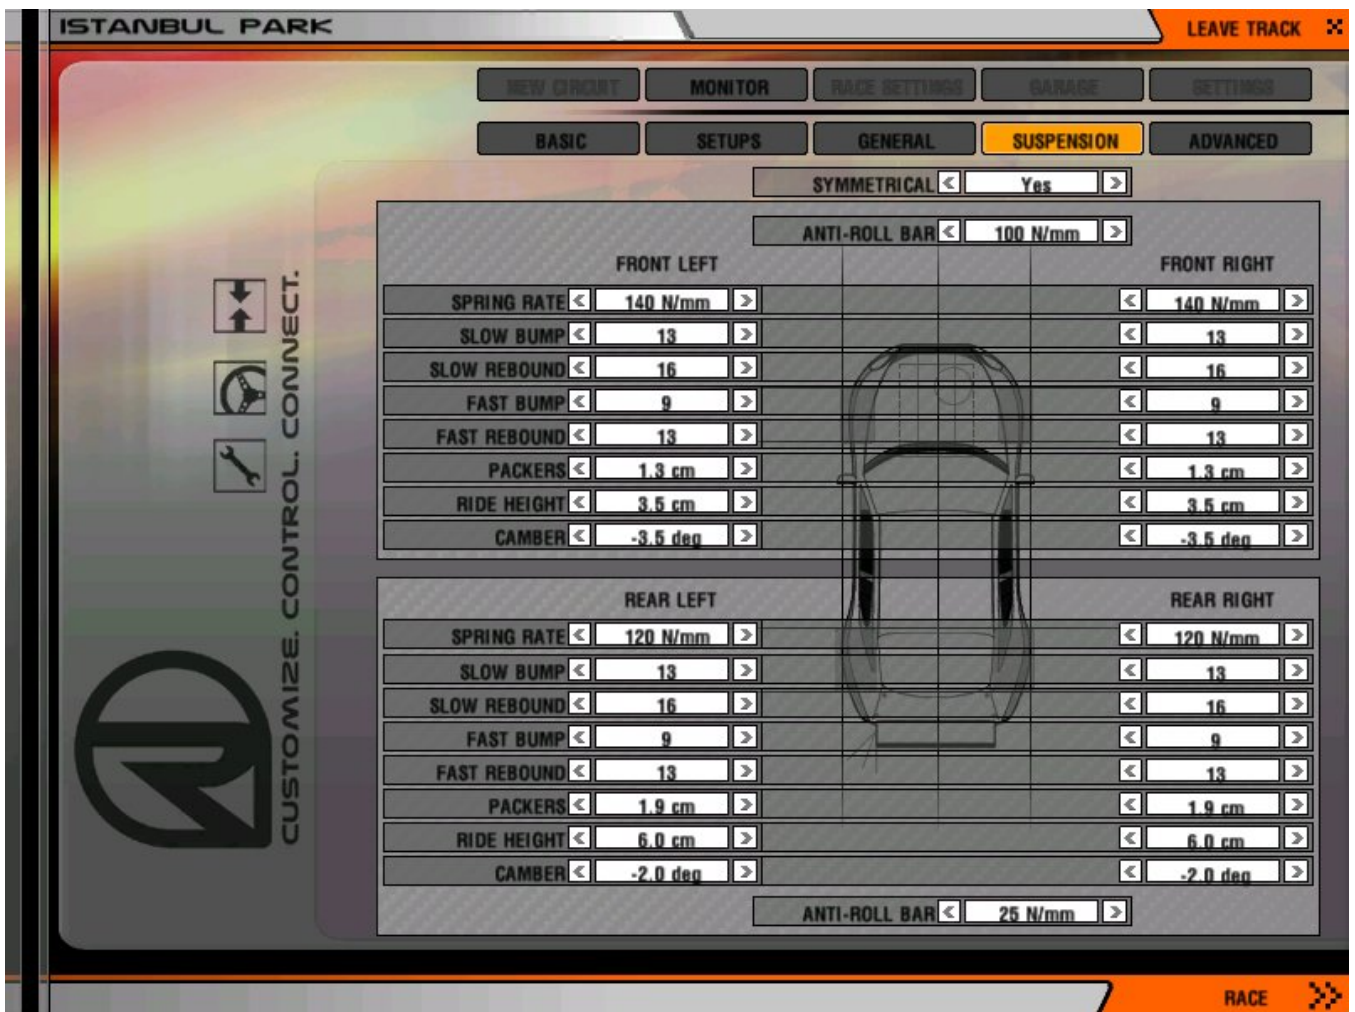 ISTANBUL PARK
LEAVE TRACK
NEW CIRCUIT MONITOR RACE SETTINGS GARAGE SETTINGS
BASIC SETUPS GENERAL SUSPENSION ADVANCED
SYMMETRICAL < Yes >
ANTI-ROLL BAR < 100 N/mm >
FRONT LEFT FRONT RIGHT
SPRING RATE < 140 N/mm > < 140 N/mm >
SLOW BUMP < 13 > < 13 >
SLOW REBOUND < 16 > < 16 >
FAST BUMP < 9 > < 9 >
FAST REBOUND < 13 > < 13 >
PACKERS < 1.3 cm > < 1.3 cm >
RIDE HEIGHT < 3.5 cm > < 3.5 cm >
CAMBER < -3.5 deg > < -3.5 deg >
REAR LEFT REAR RIGHT
SPRING RATE < 120 N/mm > < 120 N/mm >
SLOW BUMP < 13 > < 13 >
SLOW REBOUND < 16 > < 16 >
FAST BUMP < 9 > < 9 >
FAST REBOUND < 13 > < 13 >
PACKERS < 1.9 cm > < 1.9 cm >
RIDE HEIGHT < 6.0 cm > < 6.0 cm >
CAMBER < -2.0 deg > < -2.0 deg >
ANTI-ROLL BAR < 25 N/mm >
CUSTOMIZE. CONTROL. CONNECT.
RACE >>